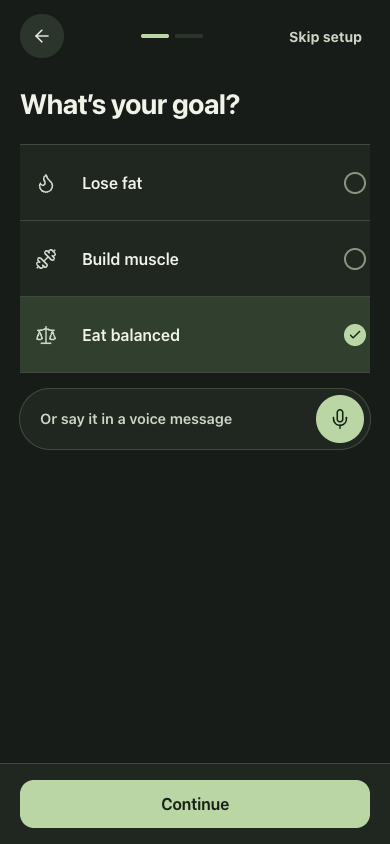 Skip setup
What's your goal?
Lose fat
Build muscle
Eat balanced
Or say it in a voice message
Continue